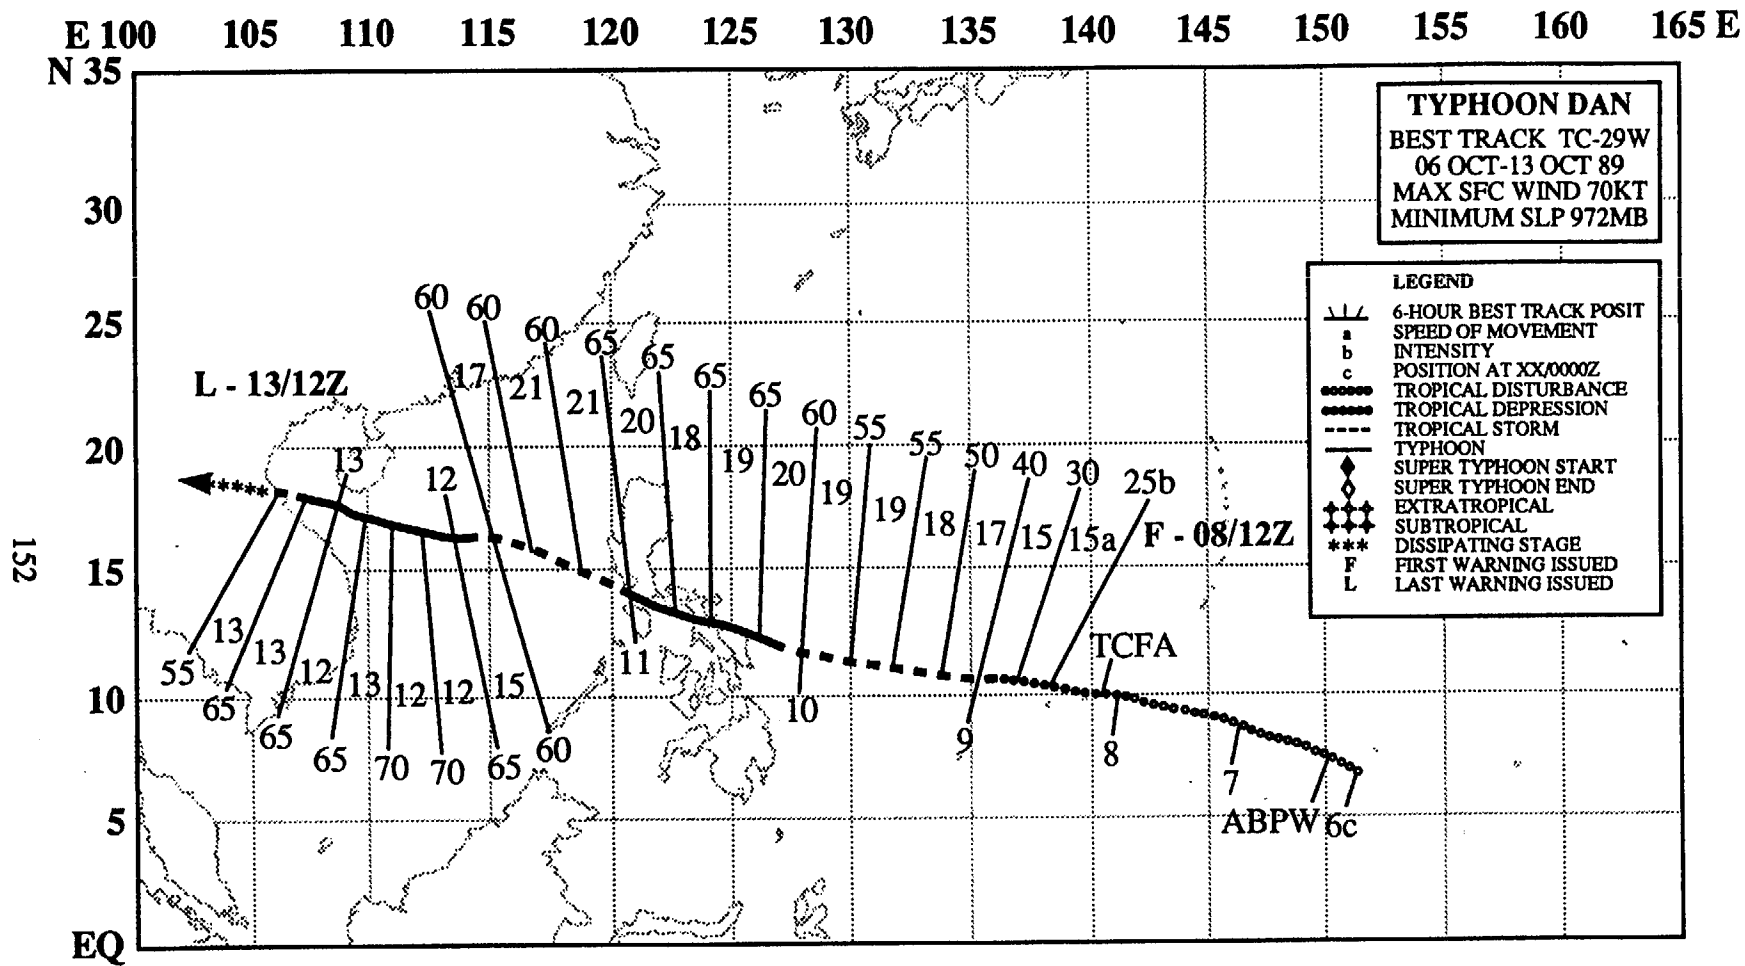 E 100 105 110 115 120 125 130 135 140 145 150 155 160 165 E
N 35
30
25
20
15
10
5
EQ
TYPHOON DAN
BEST TRACK TC-29W
06 OCT-13 OCT 89
MAX SFC WIND 70KT
MINIMUM SLP 972MB
LEGEND
6-HOUR BEST TRACK POSIT
a SPEED OF MOVEMENT
b INTENSITY
c POSITION AT XX/0000Z
TROPICAL DISTURBANCE
TROPICAL DEPRESSION
TROPICAL STORM
TYPHOON
SUPER TYPHOON START
SUPER TYPHOON END
EXTRATROPICAL
SUBTROPICAL
*** DISSIPATING STAGE
F FIRST WARNING ISSUED
L LAST WARNING ISSUED
60 60 60 65 65 65 65 60 55 55 50 40 30 25b
17 21 21 20 18 19 20 19 19 18 17 15 15a
L - 13/12Z
F - 08/12Z
13 12
TCFA
55 65 65 65 70 70 65 60
13 13 12 13 12 12 15
11 10 9 8 7
ABPW 6c
152